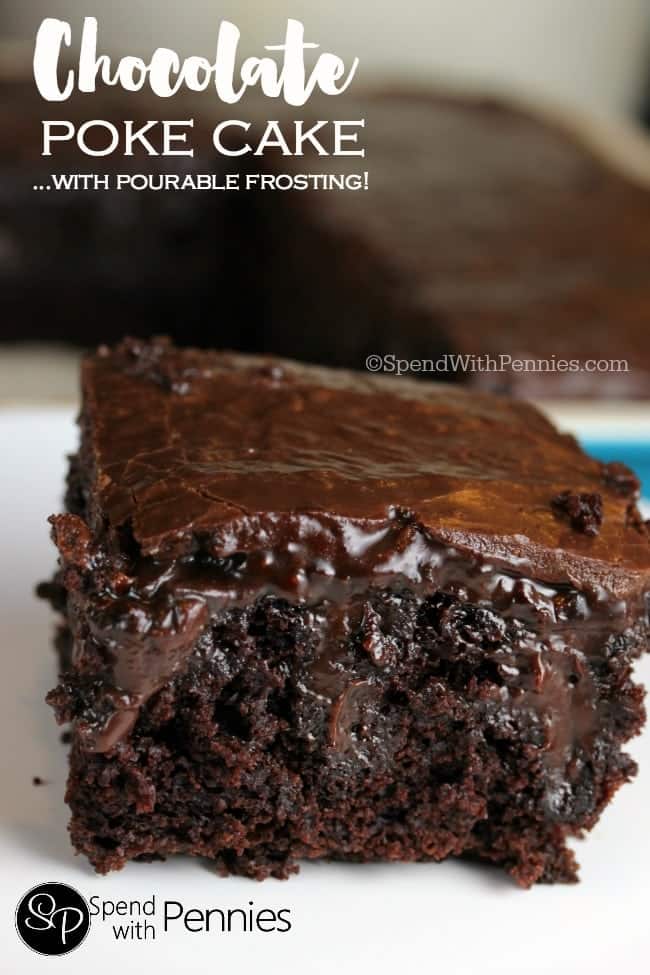 Chocolate
POKE CAKE
...WITH POURABLE FROSTING!
©SpendWithPennies.com
SP Spend
with Pennies